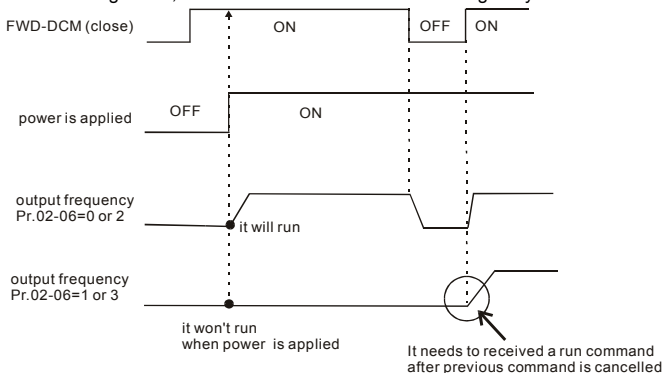 FWD-DCM (close)
ON
OFF
ON
power is applied
OFF
ON
output frequency
Pr.02-06=0 or 2
it will run
output frequency
Pr.02-06=1 or 3
it won't run
when power is applied
It needs to received a run command
after previous command is cancelled